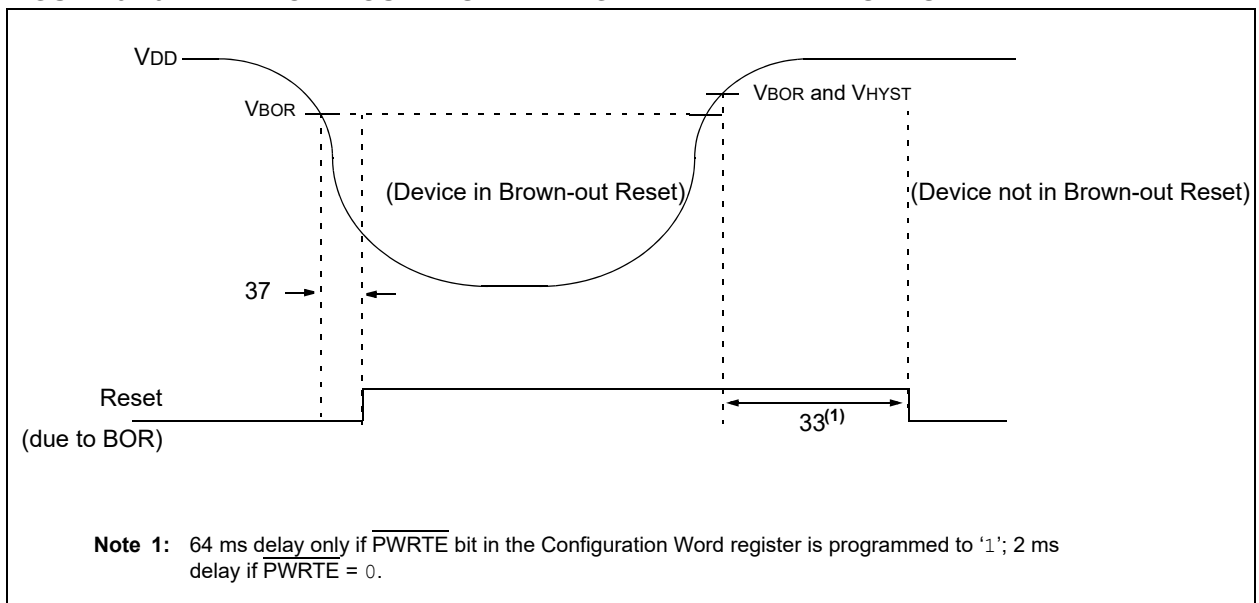 VDD
VBOR
VBOR and VHYST
(Device in Brown-out Reset)
(Device not in Brown-out Reset)
37
Reset
(due to BOR)
33(1)
Note 1: 64 ms delay only if PWRTE bit in the Configuration Word register is programmed to ‘1’; 2 ms
delay if PWRTE = 0.